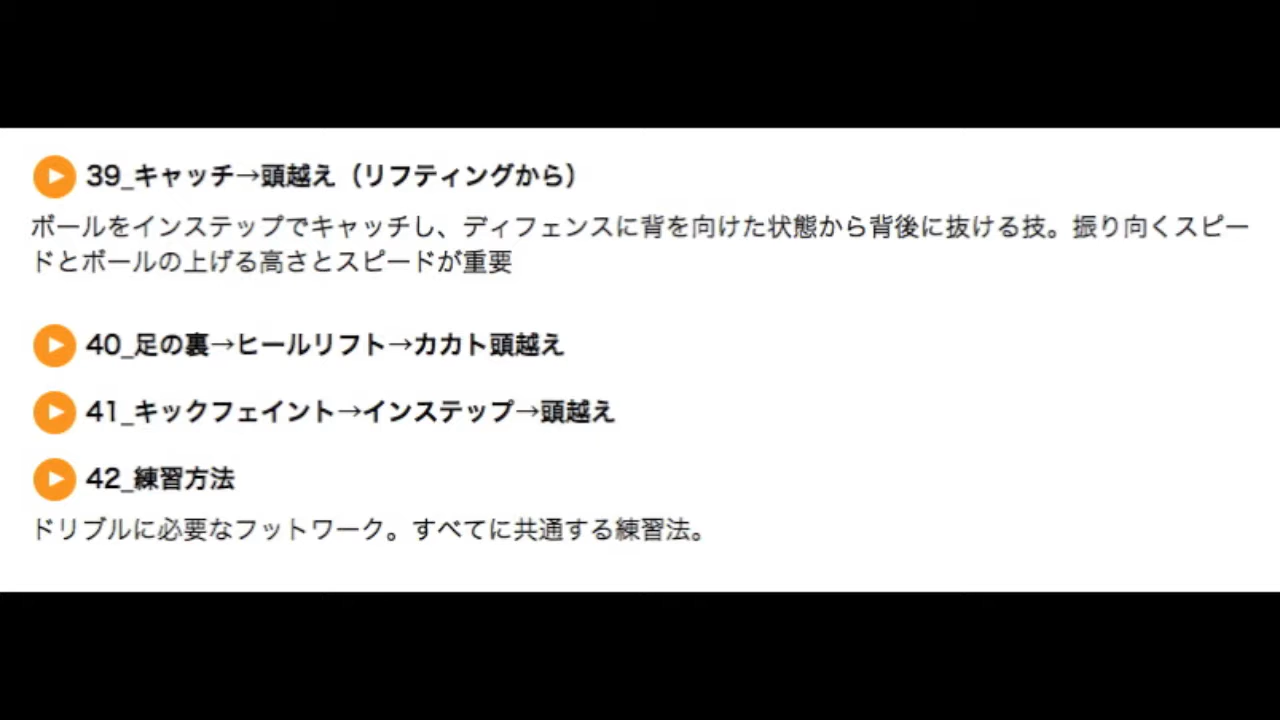 39_キャッチ→頭越え（リフティングから）
ボールをインステップでキャッチし、ディフェンスに背を向けた状態から背後に抜ける技。振り向くスピー
ドとボールの上げる高さとスピードが重要
40_足の裏→ヒールリフト→カカト頭越え
41_キックフェイント→インステップ→頭越え
42_練習方法
ドリブルに必要なフットワーク。すべてに共通する練習法。